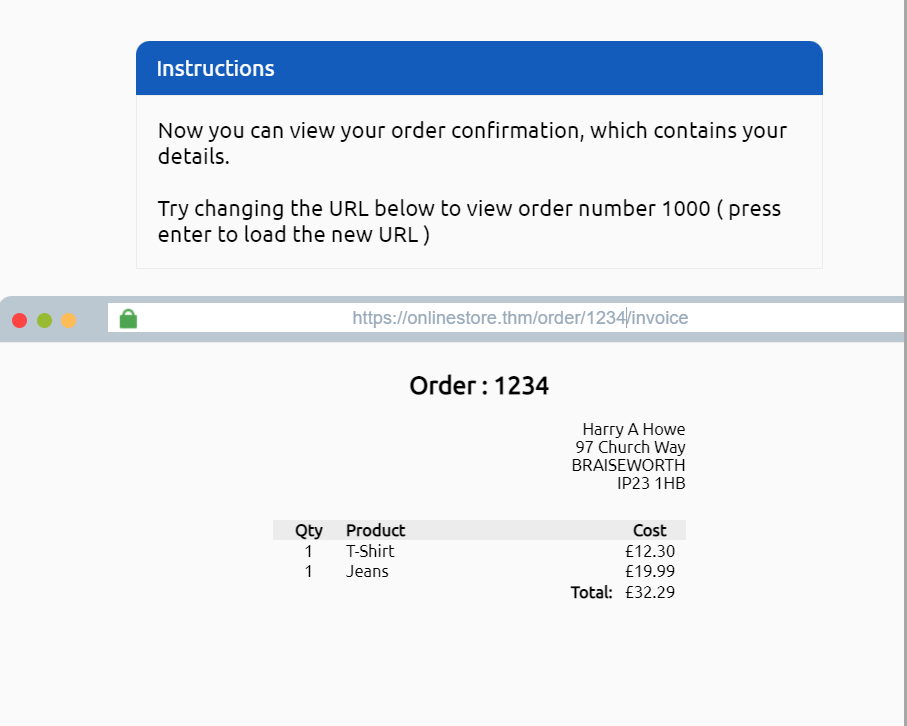 Instructions
Now you can view your order confirmation, which contains your
details.
Try changing the URL below to view order number 1000 ( press
enter to load the new URL )
https://onlinestore.thm/order/1234/invoice
Order : 1234
Harry A Howe
97 Church Way
BRAISEWORTH
IP23 1HB
Qty Product Cost
1 T-Shirt £12.30
1 Jeans £19.99
Total: £32.29